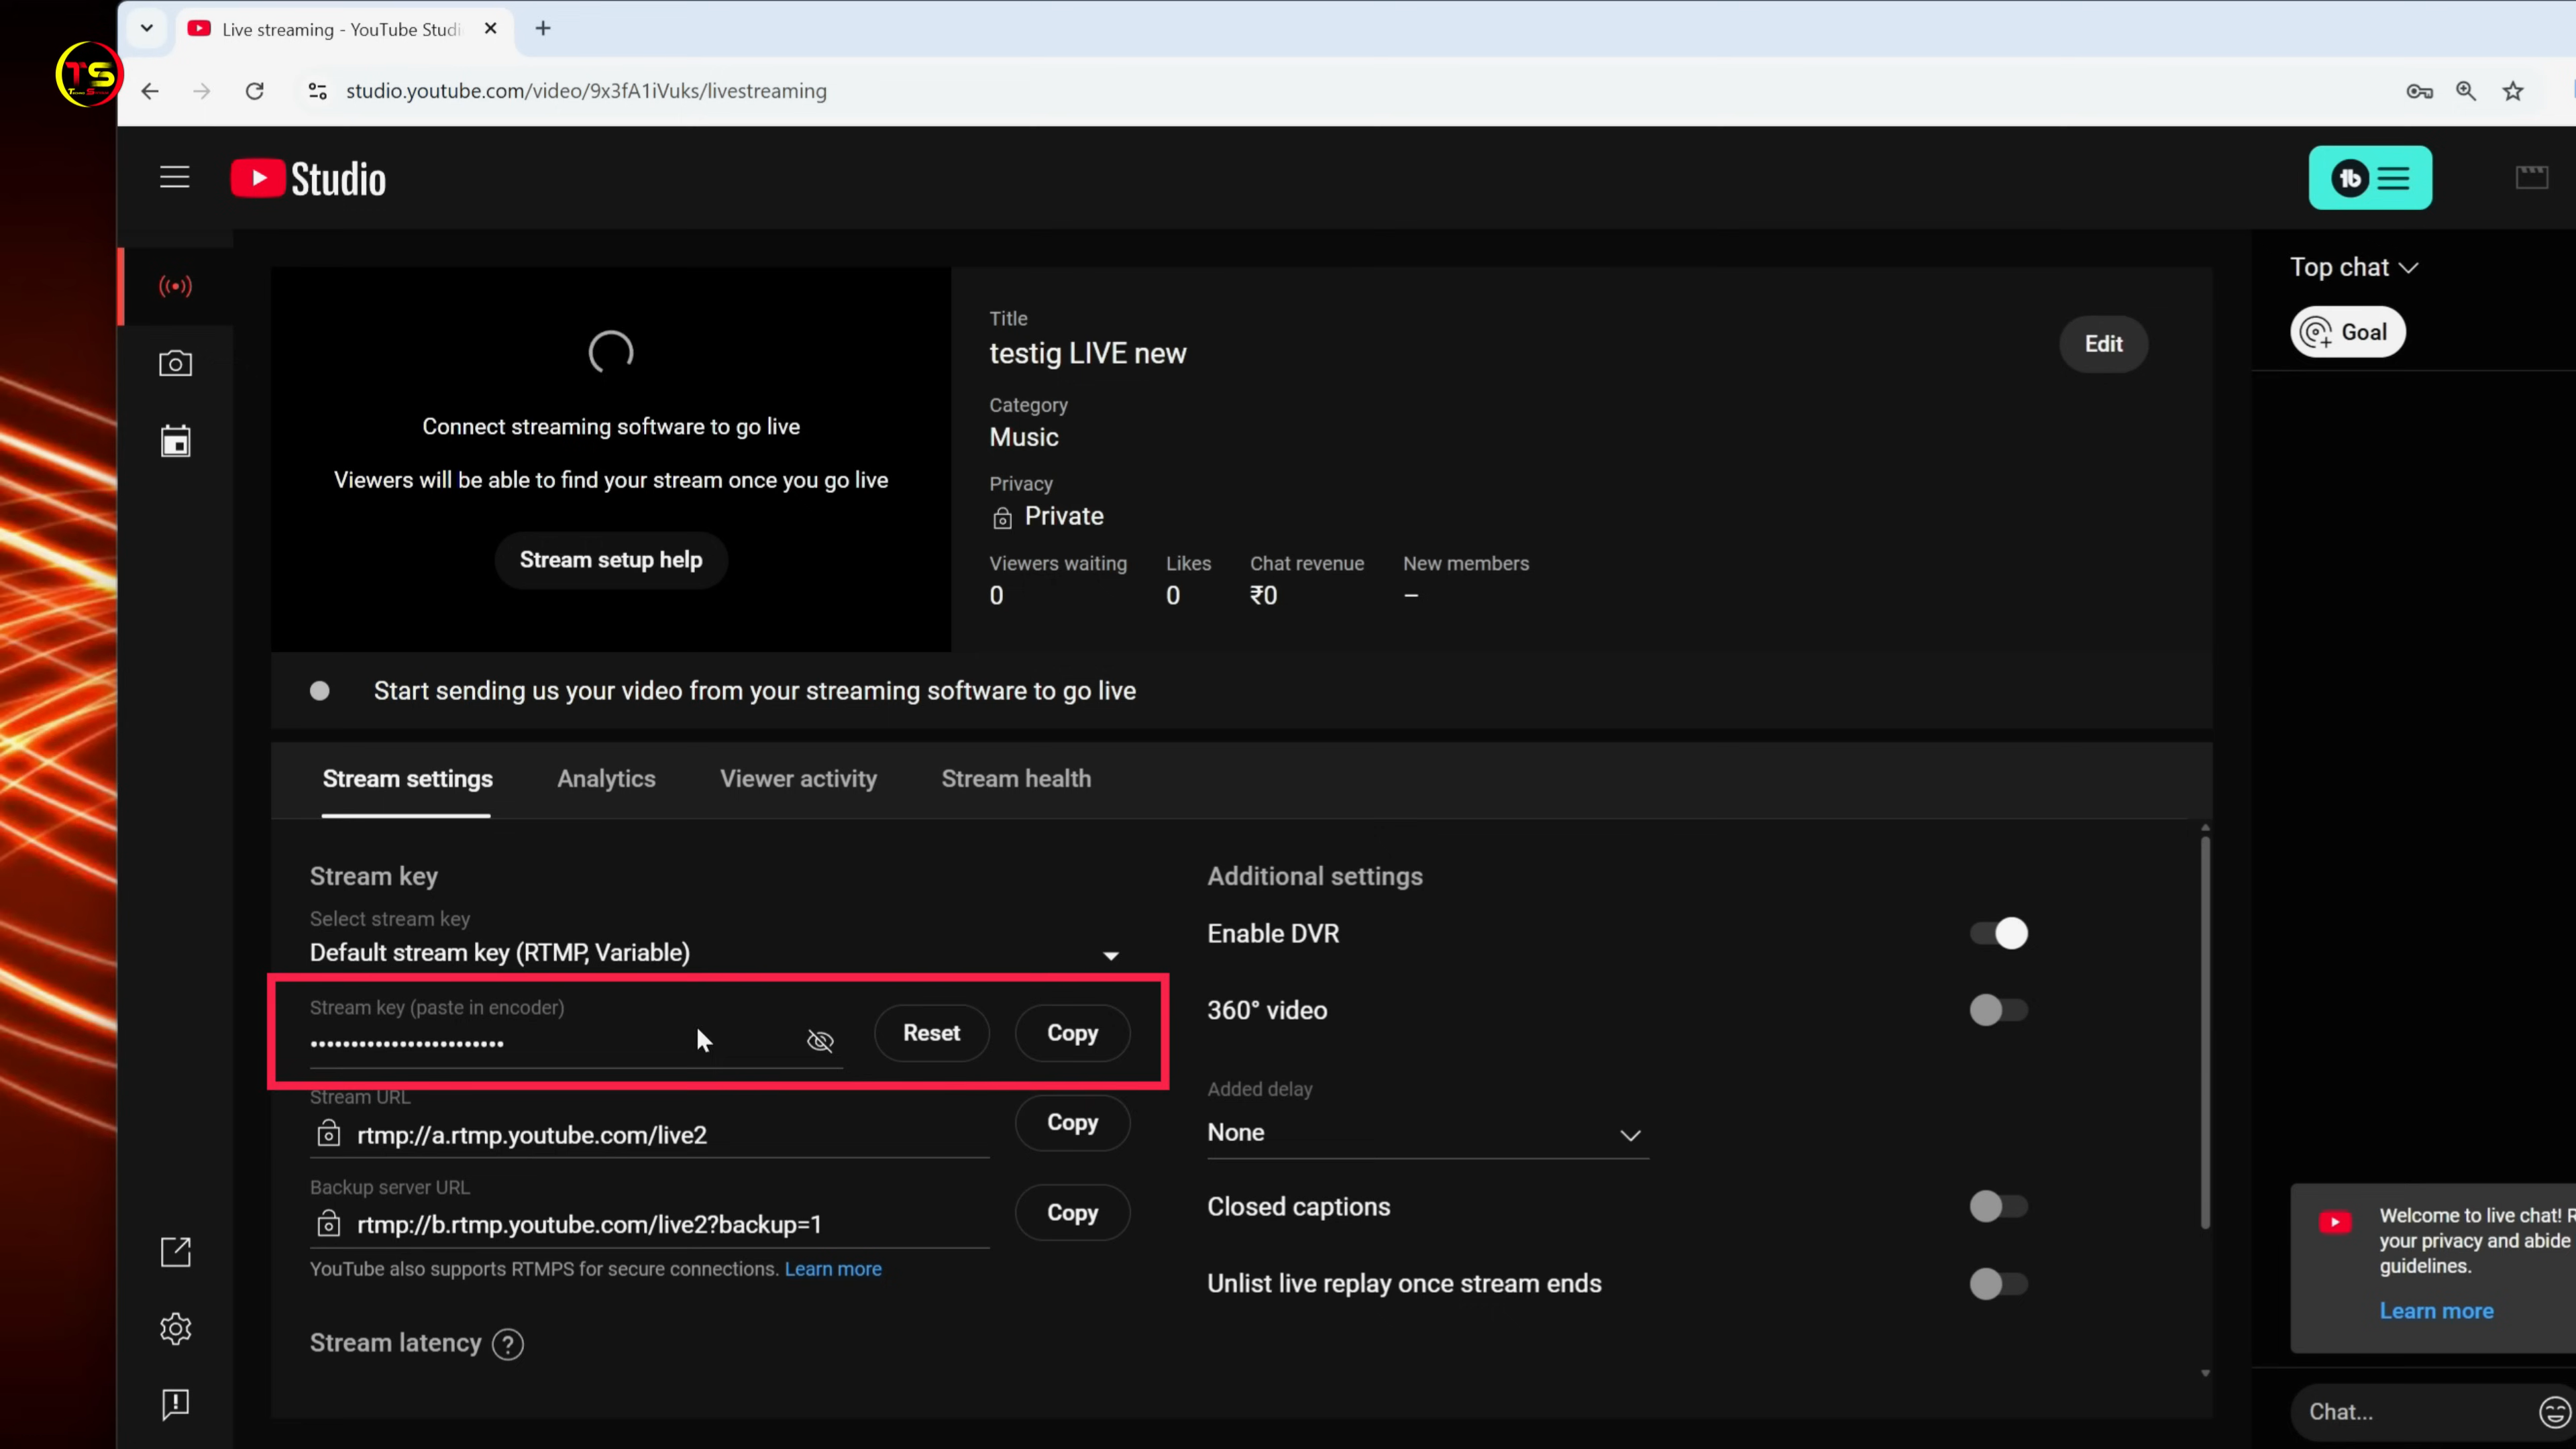 Live streaming - YouTube Studi
TS
studio.youtube.com/video/9x3fA1iVuks/livestreaming
Studio
tb
Connect streaming software to go live
Viewers will be able to find your stream once you go live
Stream setup help
Title
testig LIVE new
Edit
Category
Music
Privacy
Private
Viewers waiting Likes Chat revenue New members
0 0 ₹0 –
Top chat
Goal
Start sending us your video from your streaming software to go live
Stream settings Analytics Viewer activity Stream health
Stream key
Select stream key
Default stream key (RTMP, Variable)
Stream key (paste in encoder)
••••••••••••••••••••••••
Reset Copy
Stream URL
rtmp://a.rtmp.youtube.com/live2
Copy
Backup server URL
rtmp://b.rtmp.youtube.com/live2?backup=1
Copy
YouTube also supports RTMPS for secure connections. Learn more
Stream latency ?
Additional settings
Enable DVR
360° video
Added delay
None
Closed captions
Unlist live replay once stream ends
Welcome to live chat! R
your privacy and abide
guidelines.
Learn more
Chat...